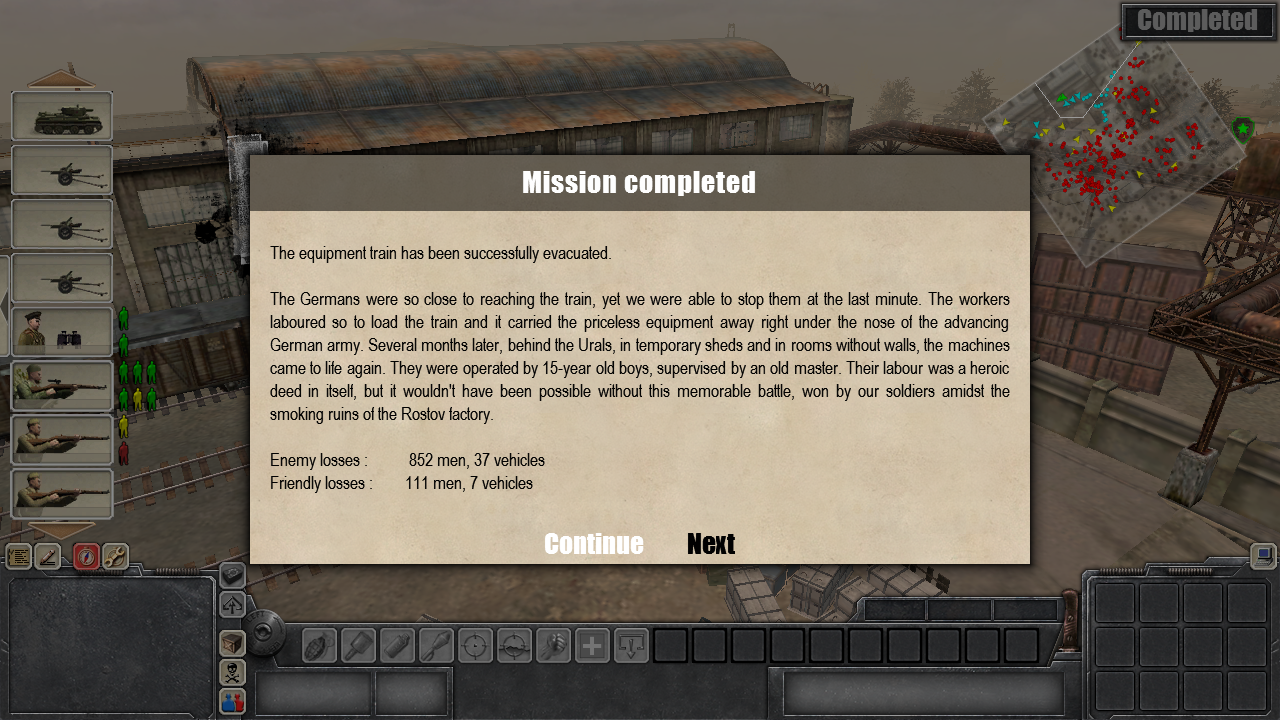 Completed
Mission completed
The equipment train has been successfully evacuated.
The Germans were so close to reaching the train, yet we were able to stop them at the last minute. The workers
laboured so to load the train and it carried the priceless equipment away right under the nose of the advancing
German army. Several months later, behind the Urals, in temporary sheds and in rooms without walls, the machines
came to life again. They were operated by 15-year old boys, supervised by an old master. Their labour was a heroic
deed in itself, but it wouldn't have been possible without this memorable battle, won by our soldiers amidst the
smoking ruins of the Rostov factory.
Enemy losses : 852 men, 37 vehicles
Friendly losses : 111 men, 7 vehicles
Continue Next